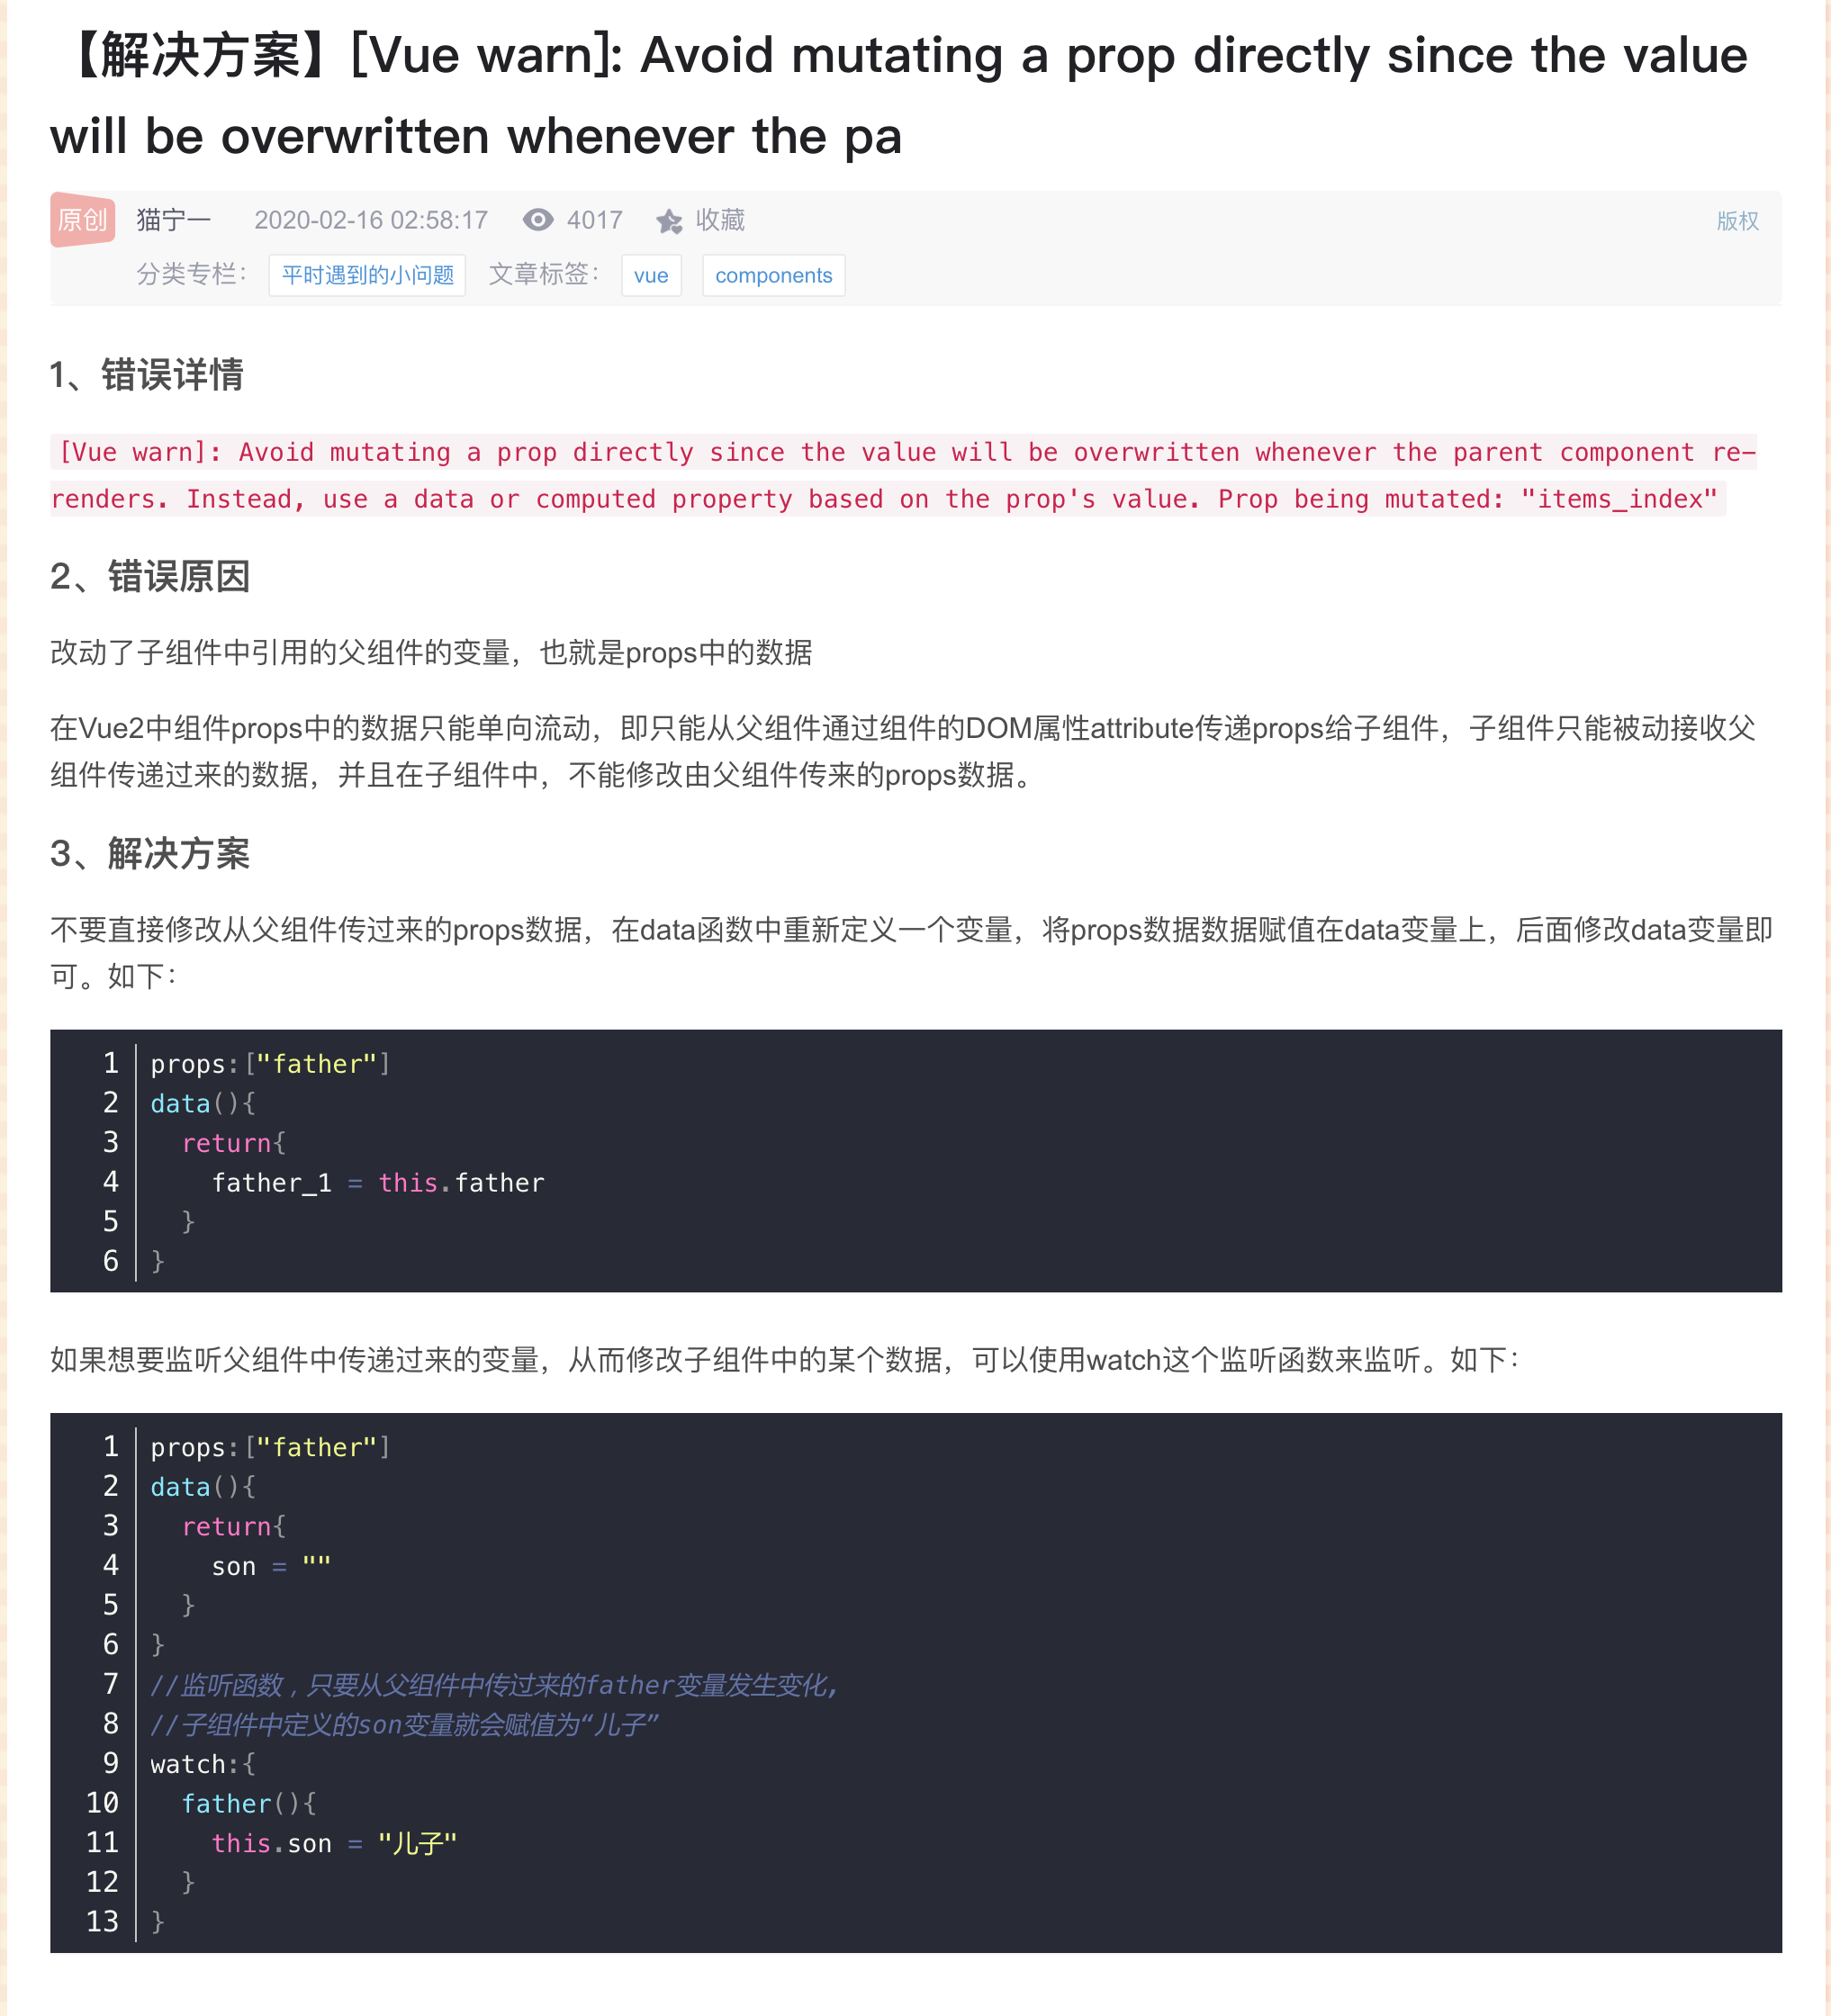 【解决方案】[Vue warn]: Avoid mutating a prop directly since the value
will be overwritten whenever the pa
原创 猫宁一 2020-02-16 02:58:17 4017 收藏 版权
分类专栏： 平时遇到的小问题 文章标签： vue components
1、错误详情
[Vue warn]: Avoid mutating a prop directly since the value will be overwritten whenever the parent component re-
renders. Instead, use a data or computed property based on the prop's value. Prop being mutated: "items_index"
2、错误原因
改动了子组件中引用的父组件的变量，也就是props中的数据
在Vue2中组件props中的数据只能单向流动，即只能从父组件通过组件的DOM属性attribute传递props给子组件，子组件只能被动接收父
组件传递过来的数据，并且在子组件中，不能修改由父组件传来的props数据。
3、解决方案
不要直接修改从父组件传过来的props数据，在data函数中重新定义一个变量，将props数据数据赋值在data变量上，后面修改data变量即
可。如下：
1 props:["father"]
2 data(){
3   return{
4     father_1 = this.father
5   }
6 }
如果想要监听父组件中传递过来的变量，从而修改子组件中的某个数据，可以使用watch这个监听函数来监听。如下：
1 props:["father"]
2 data(){
3   return{
4     son = ""
5   }
6 }
7 //监听函数，只要从父组件中传过来的father变量发生变化,
8 //子组件中定义的son变量就会赋值为“儿子”
9 watch:{
10   father(){
11     this.son = "儿子"
12   }
13 }